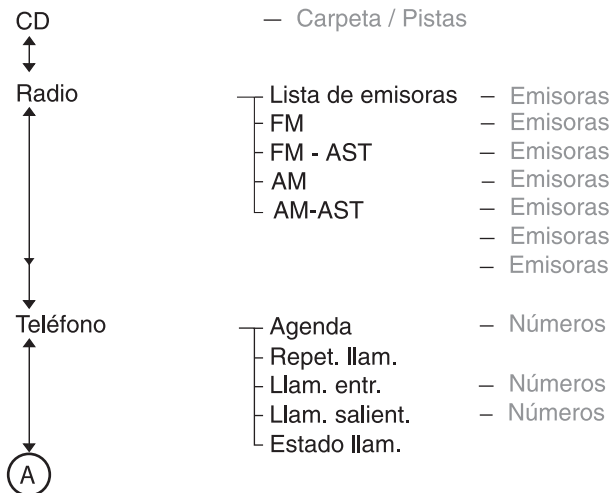 CD – Carpeta / Pistas
Radio Lista de emisoras – Emisoras
FM – Emisoras
FM - AST – Emisoras
AM – Emisoras
AM-AST – Emisoras
– Emisoras
– Emisoras
Teléfono Agenda – Números
Repet. llam.
Llam. entr. – Números
Llam. salient. – Números
Estado llam.
A